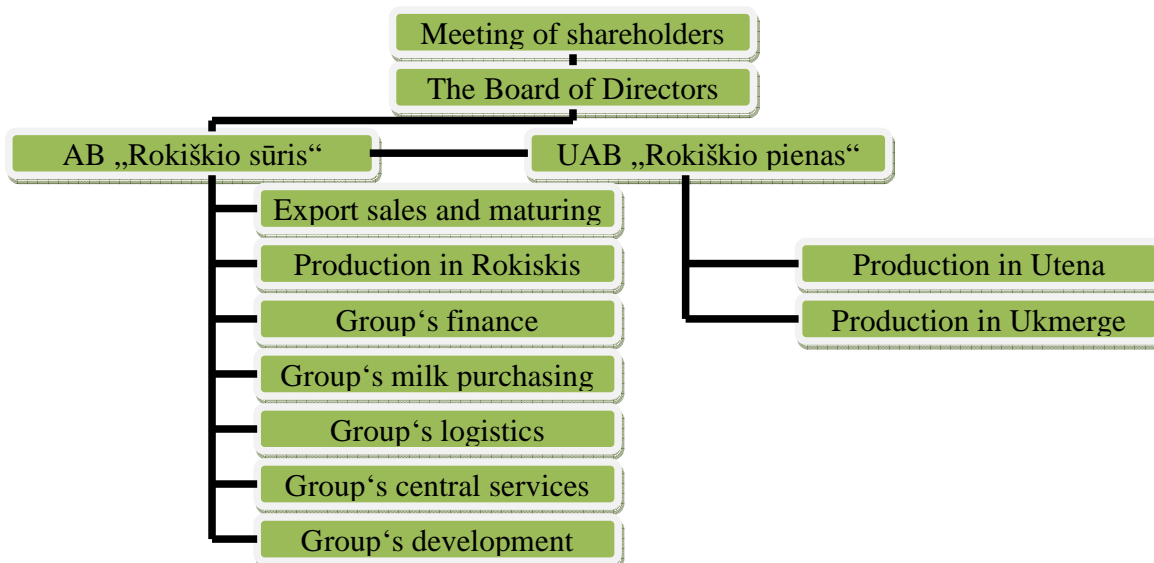 Meeting of shareholders
The Board of Directors
AB „Rokiškio sūris“
UAB „Rokiškio pienas“
Export sales and maturing
Production in Rokiskis
Group‘s finance
Group‘s milk purchasing
Group‘s logistics
Group‘s central services
Group‘s development
Production in Utena
Production in Ukmerge